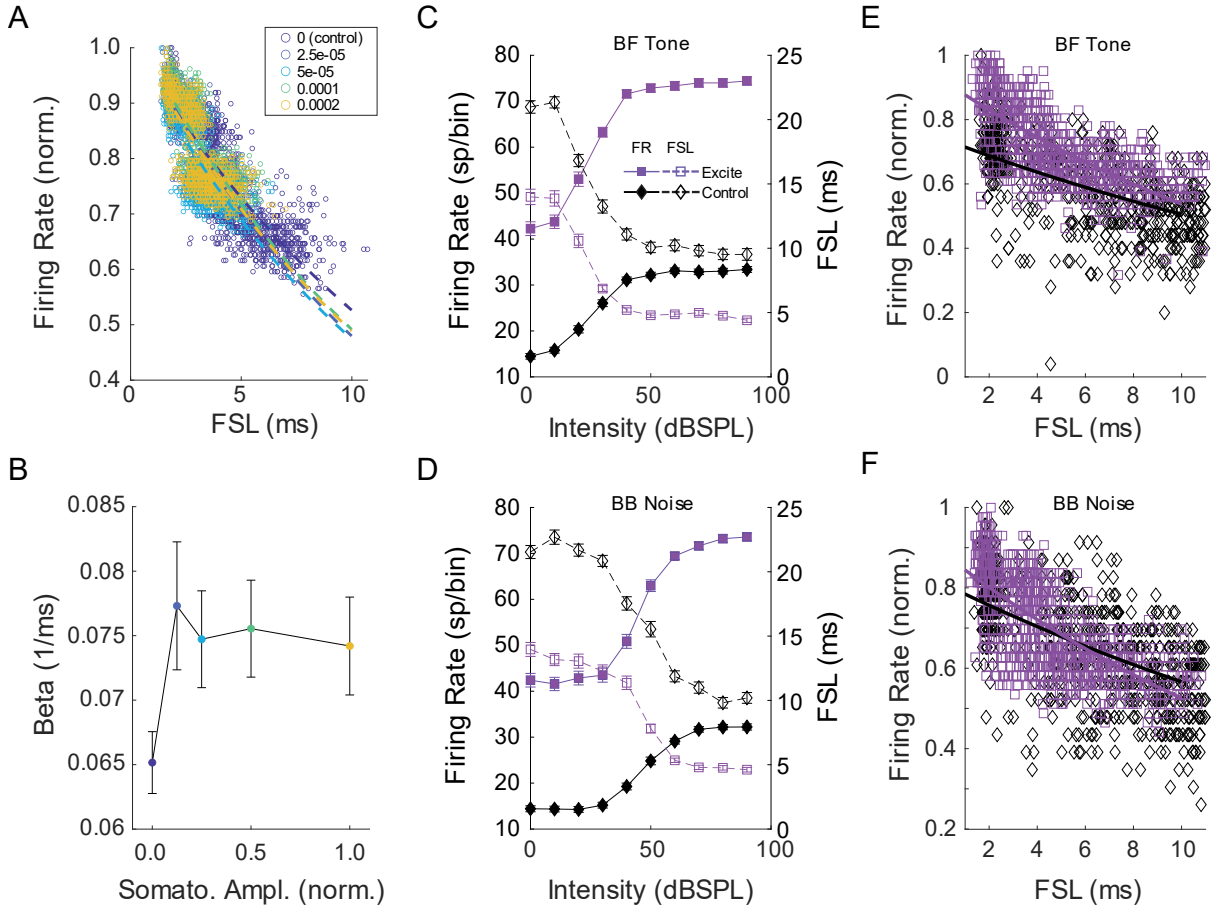 A
0 (control)
2.5e-05
5e-05
0.0001
0.0002
1.0
0.9
0.8
0.7
0.6
0.5
0.4
Firing Rate (norm.)
0
5
10
FSL (ms)
B
0.085
0.08
0.075
0.07
0.065
0.06
Beta (1/ms)
0.0
0.5
1.0
Somato. Ampl. (norm.)
C
BF Tone
80
70
60
50
40
30
20
10
Firing Rate (sp/bin)
25
20
15
10
5
0
FSL (ms)
FR FSL
Excite
Control
0
50
100
Intensity (dBSPL)
D
BB Noise
80
70
60
50
40
30
20
10
Firing Rate (sp/bin)
25
20
15
10
5
0
FSL (ms)
0
50
100
Intensity (dBSPL)
E
BF Tone
1
0.8
0.6
0.4
0.2
0
Firing Rate (norm.)
2
4
6
8
10
FSL (ms)
F
BB Noise
1
0.8
0.6
0.4
0.2
Firing Rate (norm.)
2
4
6
8
10
FSL (ms)